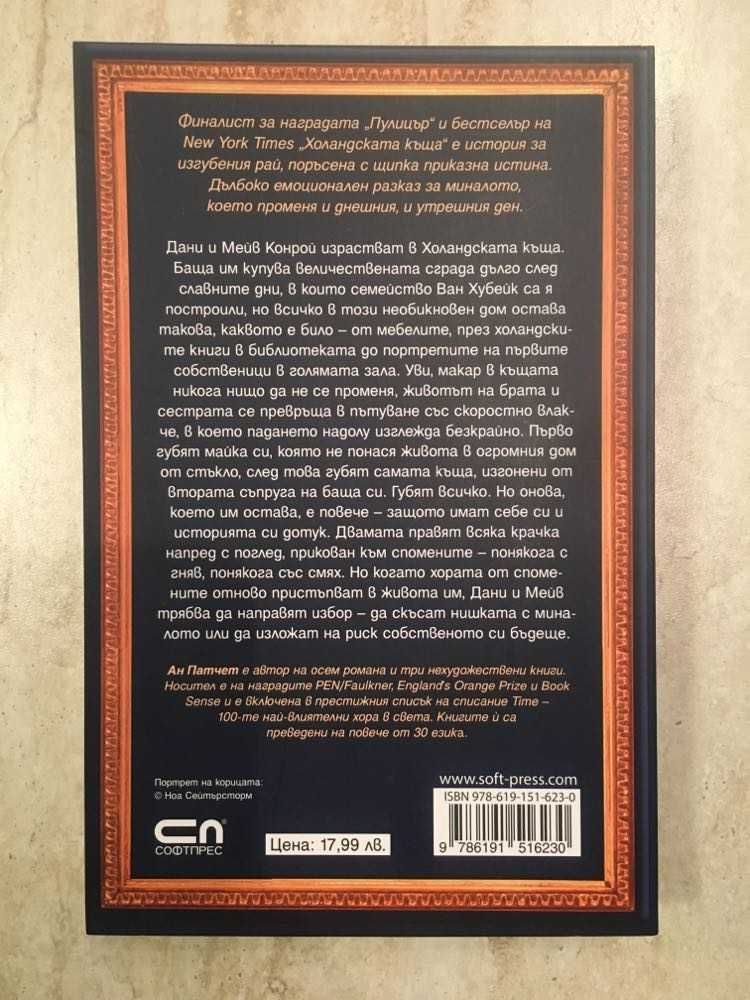 Финалист за наградата „Пулицър“ и бестселър на
New York Times „Холандската къща“ е история за
изгубения рай, поръсена с щипка приказна истина.
Дълбоко емоционален разказ за миналото,
което променя и днешния, и утрешния ден.
Дани и Мейв Конрой израстват в Холандската къща.
Баща им купува величествената сграда дълго след
славните дни, в които семейство Ван Хубейк са я
построили, но всичко в този необикновен дом остава
такова, каквото е било – от мебелите, през холандски-
те книги в библиотеката до портретите на първите
собственици в голямата зала. Уви, макар в къщата
никога нищо да не се променя, животът на брата и
сестрата се превръща в пътуване със скоростно влак-
че, в което падането надолу изглежда безкрайно. Първо
губят майка си, която не понася живота в огромния дом
от стъкло, след това губят самата къща, изгонени от
втората съпруга на баща си. Губят всичко. Но онова,
което им остава, е повече – защото имат себе си и
историята си дотук. Двамата правят всяка крачка
напред с поглед, прикован към спомените – понякога с
гняв, понякога със смях. Но когато хората от споме-
ните отново пристъпват в живота им, Дани и Мейв
трябва да направят избор – да скъсат нишката с мина-
лото или да изложат на риск собственото си бъдеще.
Ан Патчет е автор на осем романа и три нехудожествени книги.
Носител е на наградите PEN/Faulkner, England's Orange Prize и Book
Sense и е включена в престижния списък на списание Time –
100-те най-влиятелни хора в света. Книгите ѝ са
преведени на повече от 30 езика.
Портрет на корицата:
© Ноа Сейтърсторм
СОФТПРЕС
Цена: 17,99 лв.
www.soft-press.com
ISBN 978-619-151-623-0
9 786191 516230